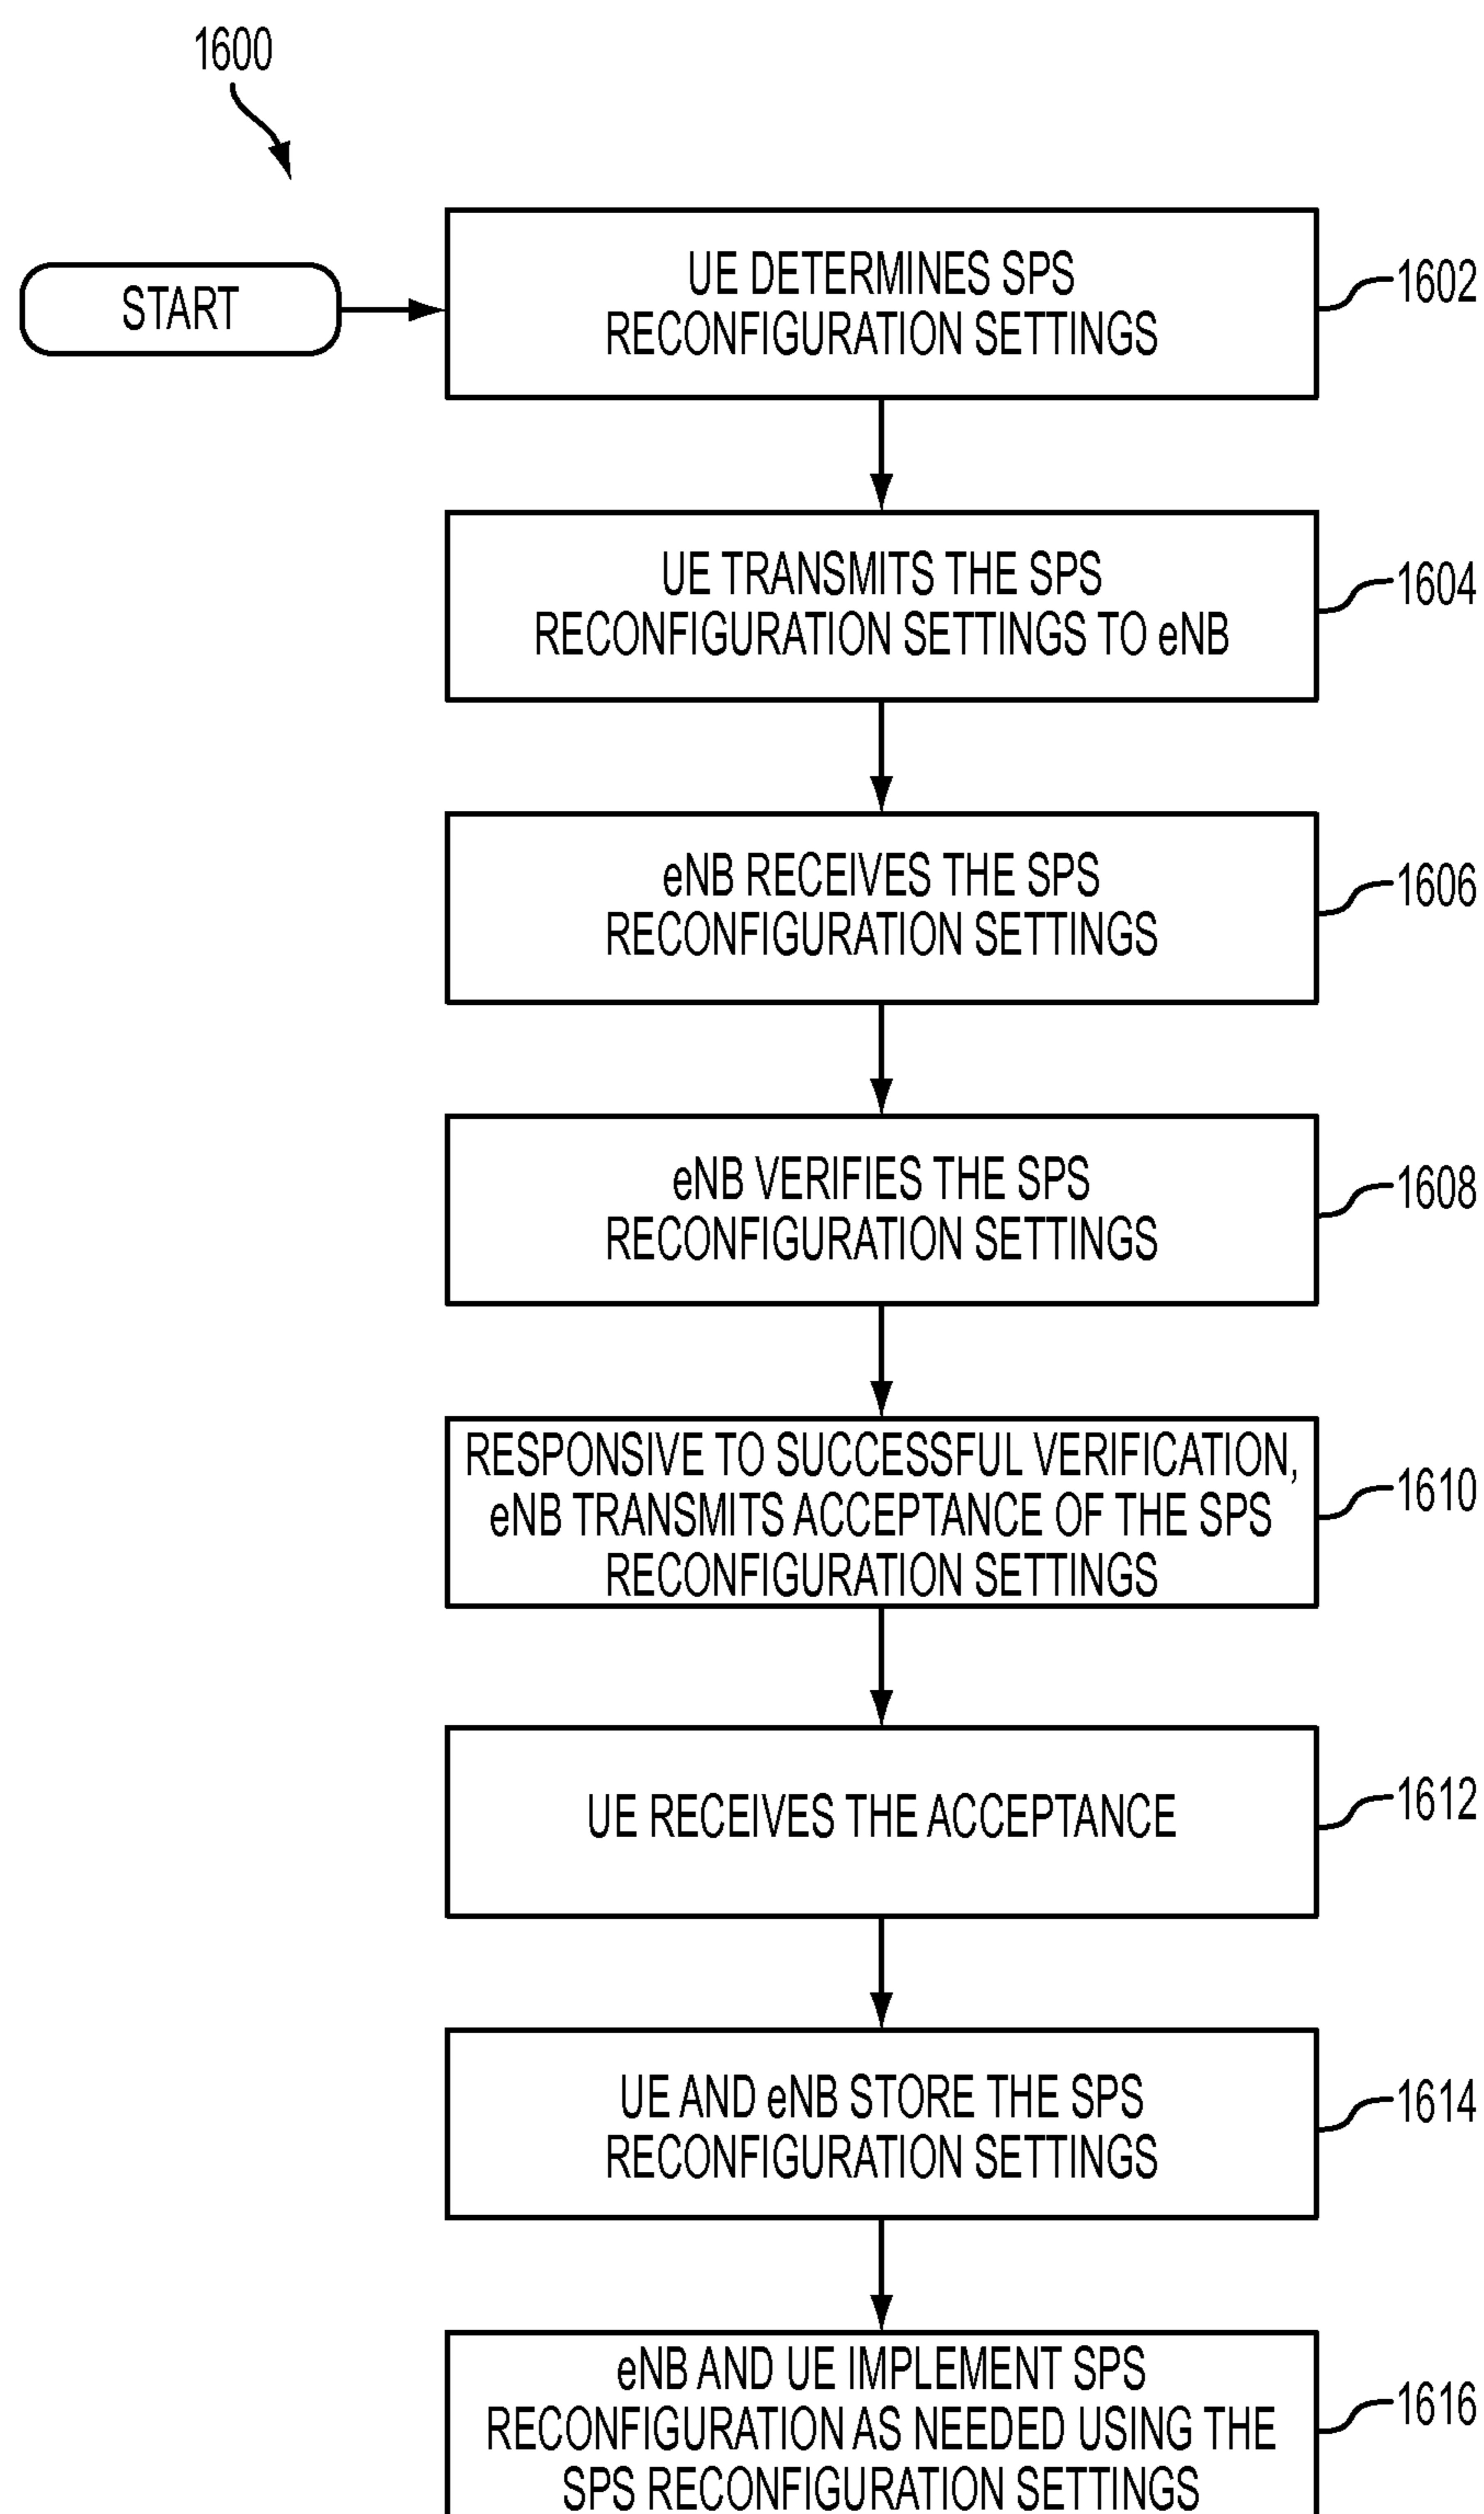 1600
START
UE DETERMINES SPS
RECONFIGURATION SETTINGS
1602
UE TRANSMITS THE SPS
RECONFIGURATION SETTINGS TO eNB
1604
eNB RECEIVES THE SPS
RECONFIGURATION SETTINGS
1606
eNB VERIFIES THE SPS
RECONFIGURATION SETTINGS
1608
RESPONSIVE TO SUCCESSFUL VERIFICATION,
eNB TRANSMITS ACCEPTANCE OF THE SPS
RECONFIGURATION SETTINGS
1610
UE RECEIVES THE ACCEPTANCE
1612
UE AND eNB STORE THE SPS
RECONFIGURATION SETTINGS
1614
eNB AND UE IMPLEMENT SPS
RECONFIGURATION AS NEEDED USING THE
SPS RECONFIGURATION SETTINGS
1616